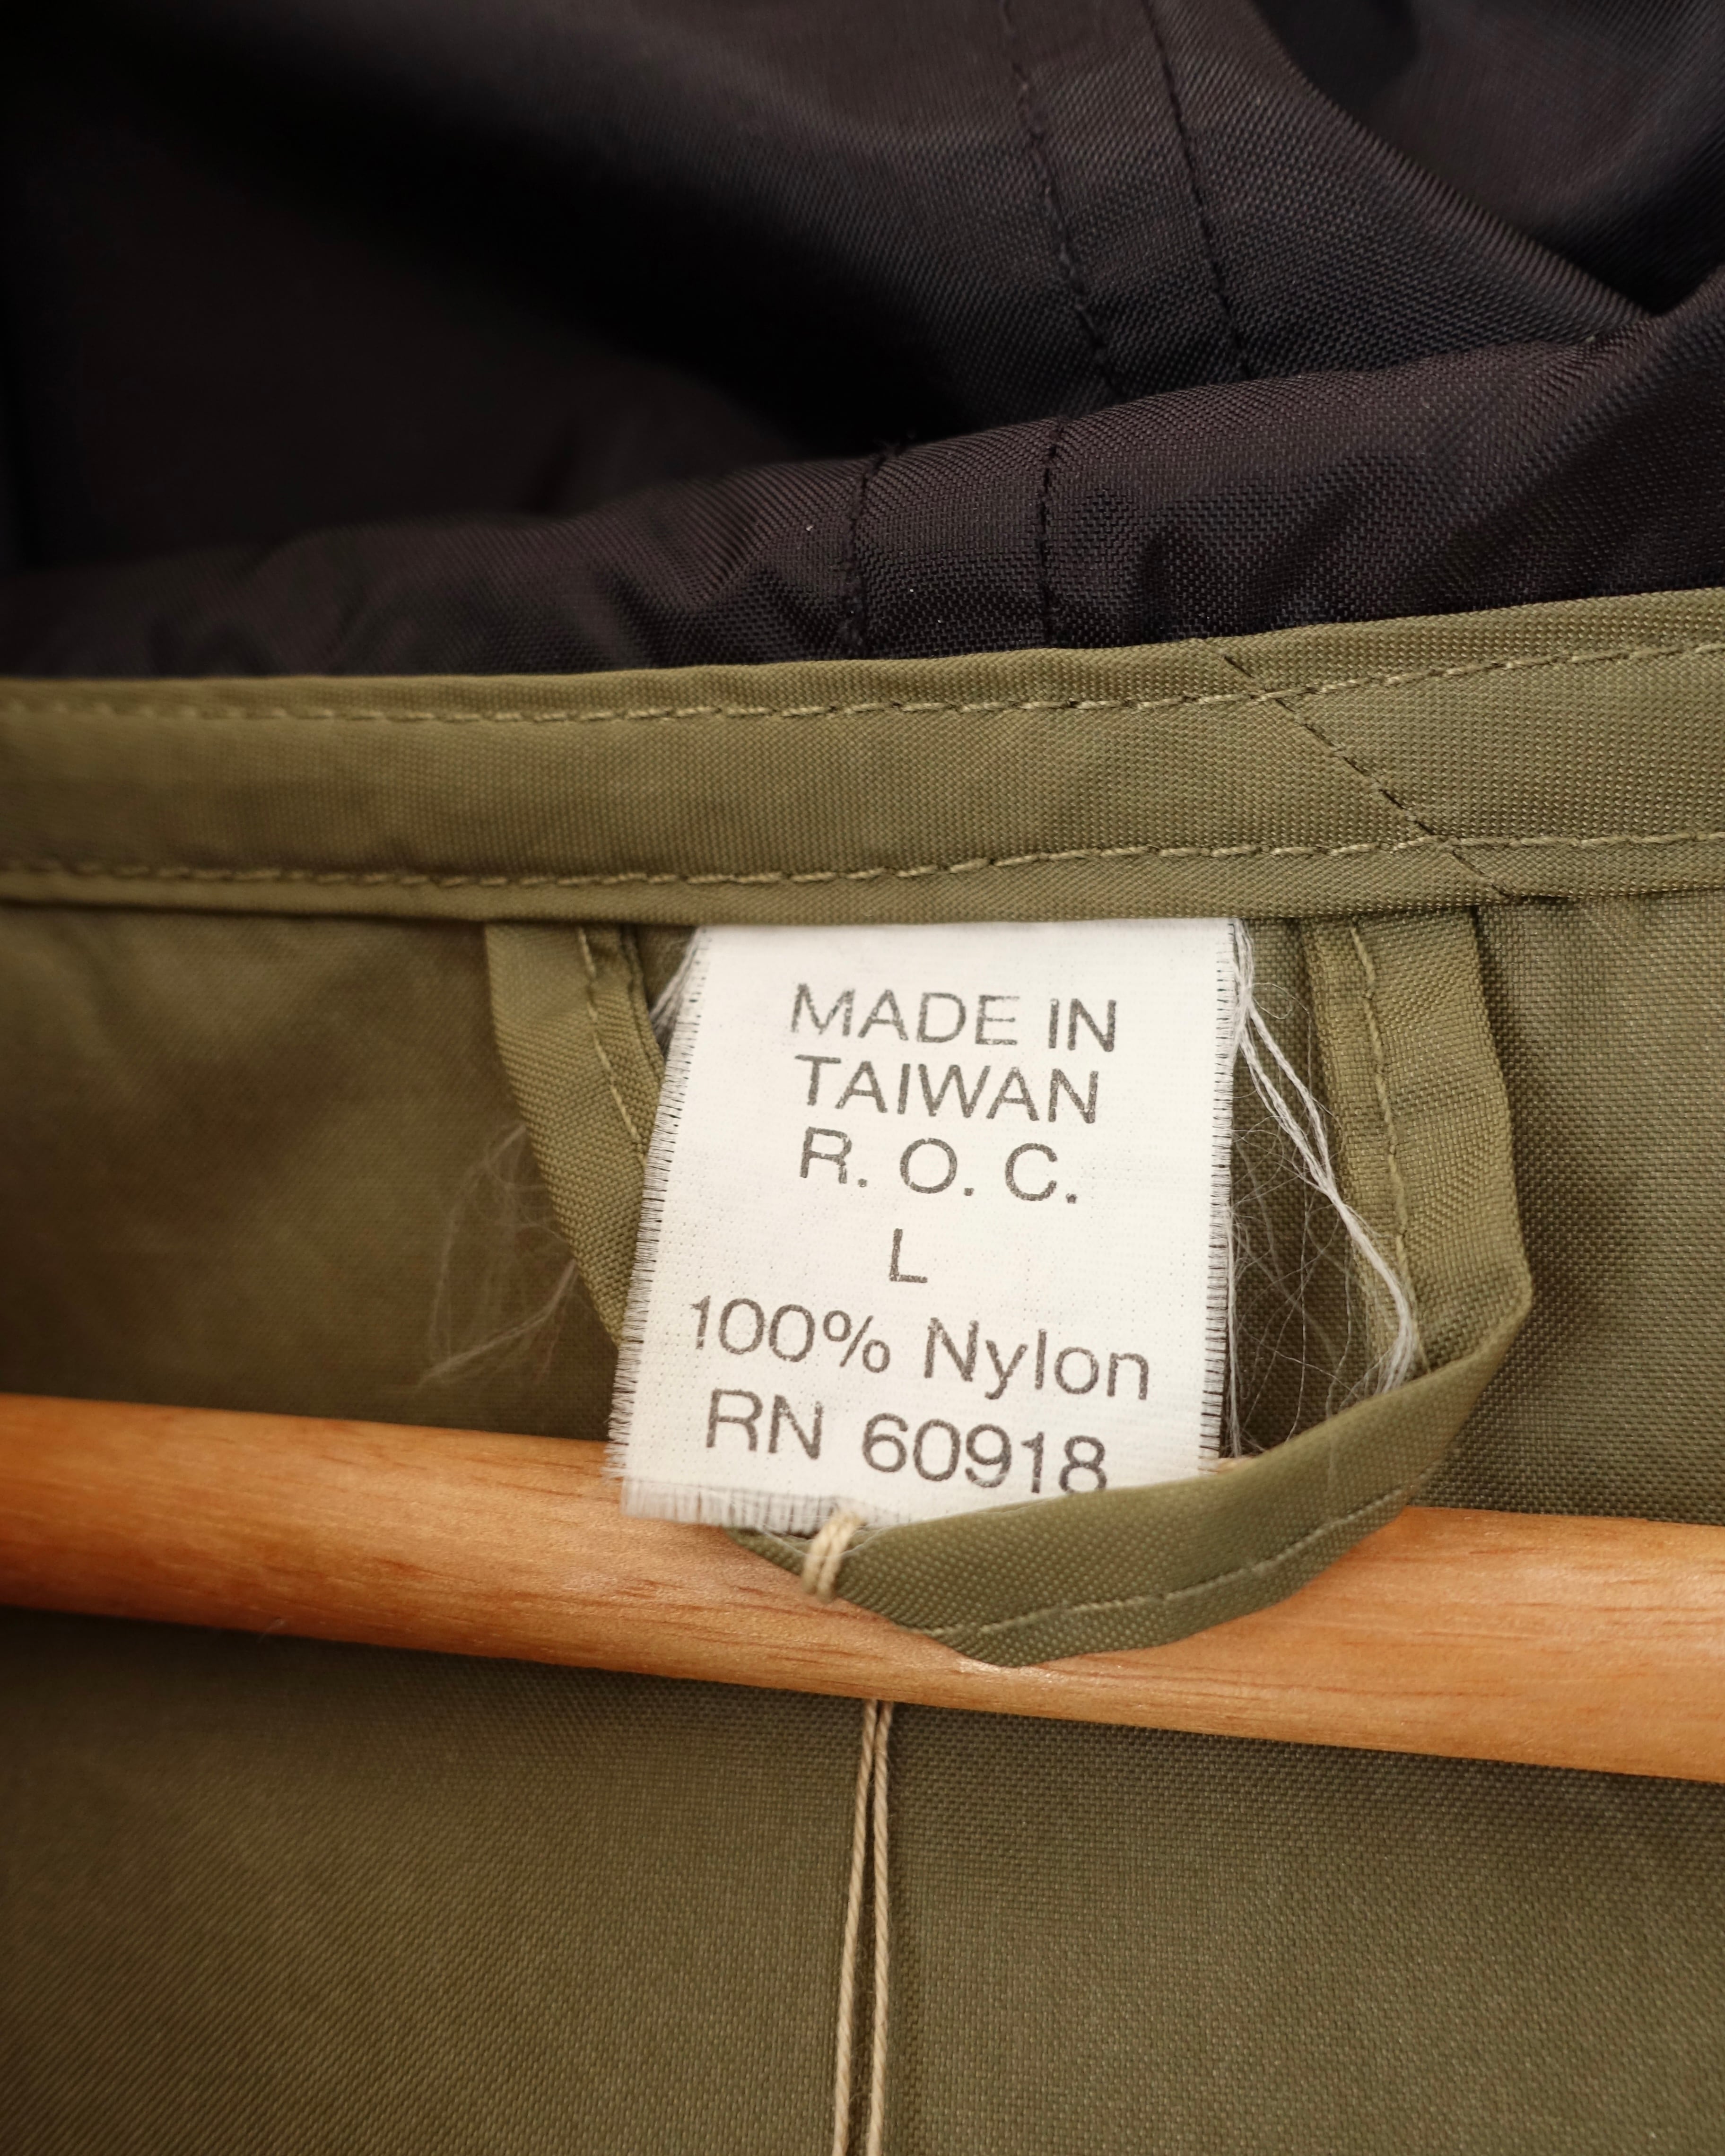 MADE IN
TAIWAN
R. O. C.
L
100% Nylon
RN 60918